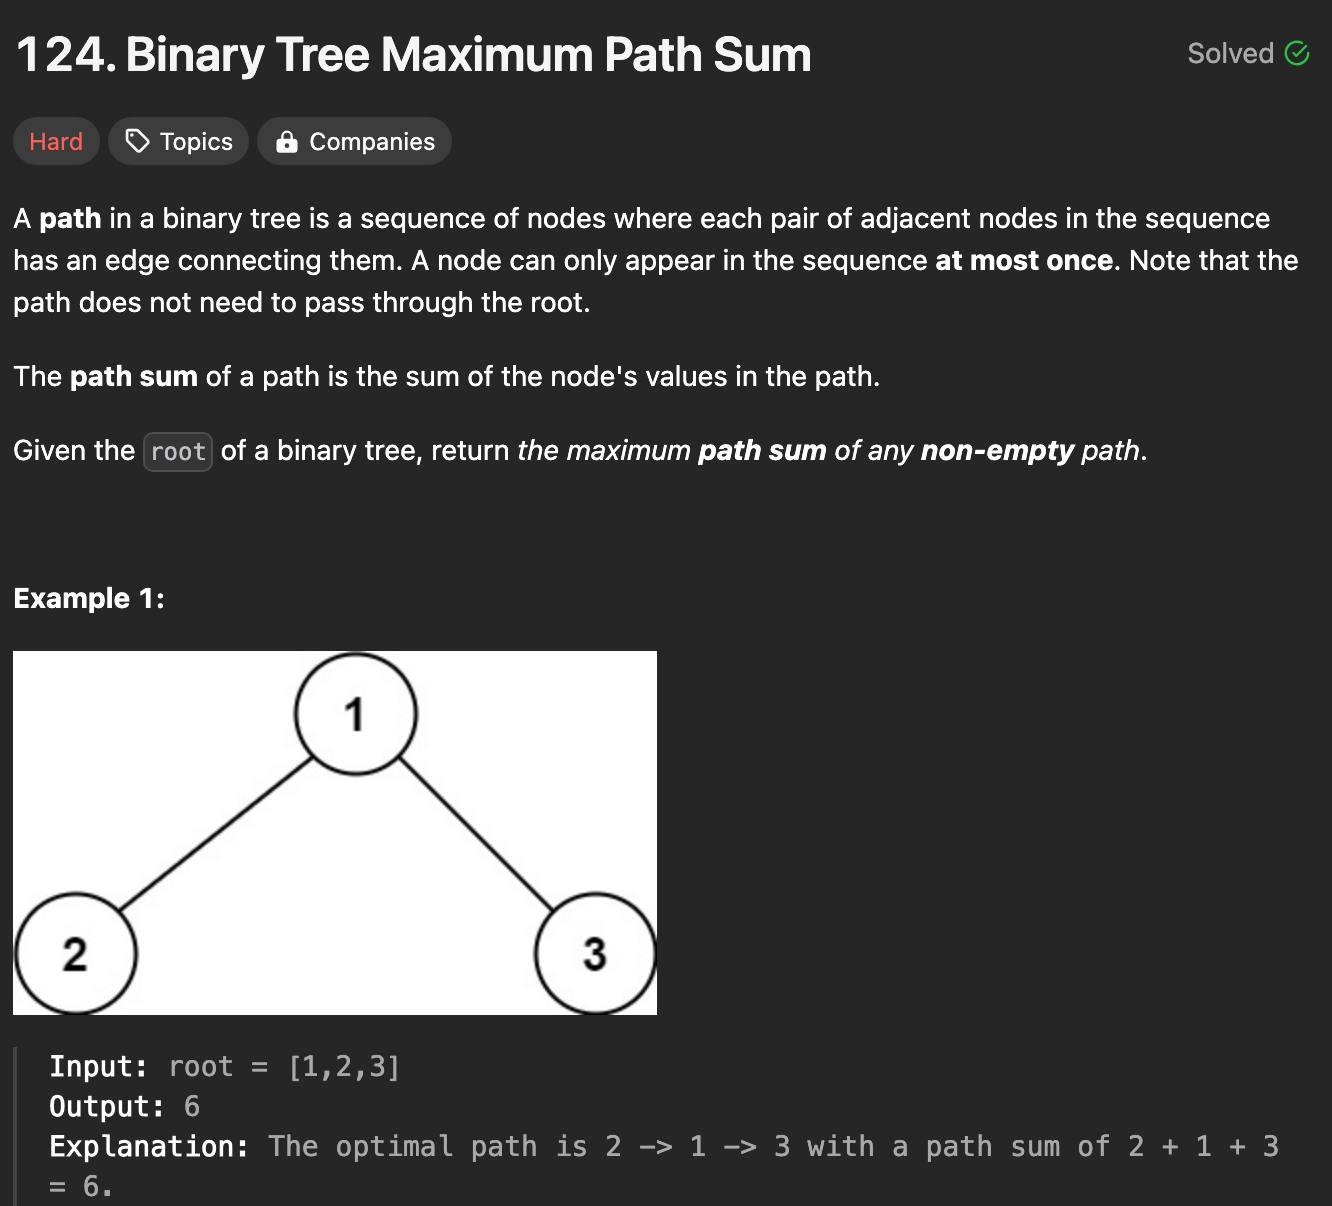 124. Binary Tree Maximum Path Sum
Solved
Hard
Topics
Companies
A path in a binary tree is a sequence of nodes where each pair of adjacent nodes in the sequence
has an edge connecting them. A node can only appear in the sequence at most once. Note that the
path does not need to pass through the root.
The path sum of a path is the sum of the node's values in the path.
Given the root of a binary tree, return the maximum path sum of any non-empty path.
Example 1:
1
2
3
Input: root = [1,2,3]
Output: 6
Explanation: The optimal path is 2 -> 1 -> 3 with a path sum of 2 + 1 + 3
= 6.